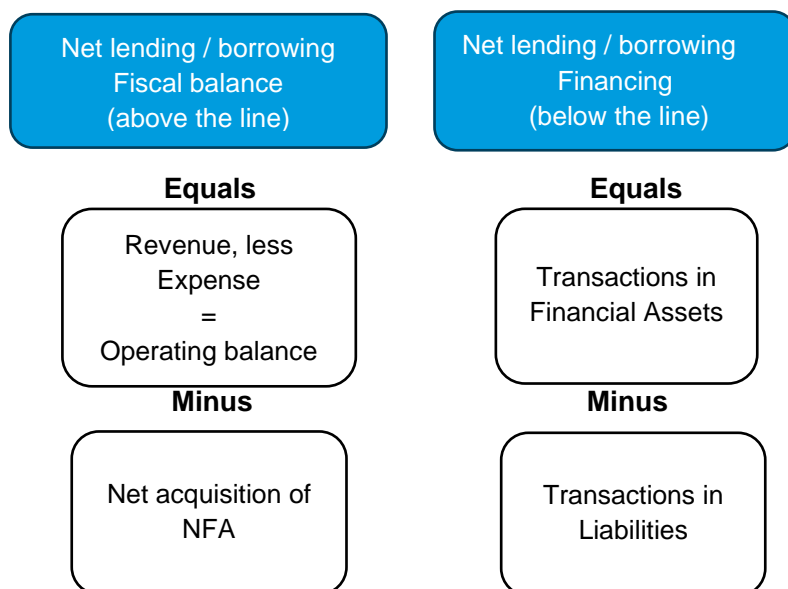 Net lending / borrowing
Fiscal balance
(above the line)
Equals
Revenue, less
Expense
=
Operating balance
Minus
Net acquisition of
NFA
Net lending / borrowing
Financing
(below the line)
Equals
Transactions in
Financial Assets
Minus
Transactions in
Liabilities